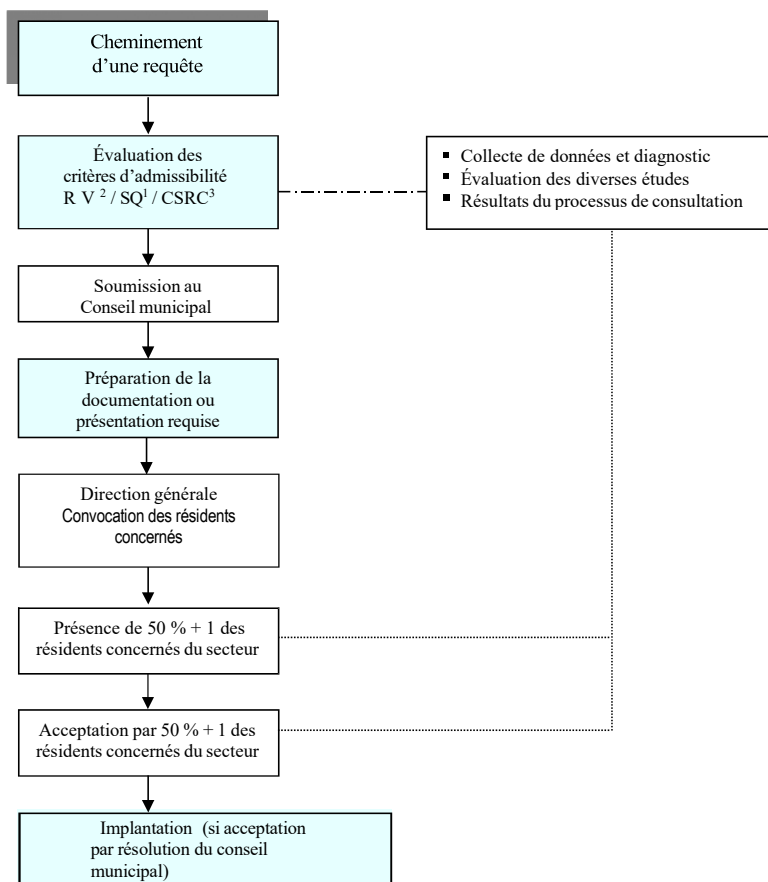 Cheminement
d'une requête
Évaluation des
critères d'admissibilité
R V ² / SQ¹ / CSRC³
▪ Collecte de données et diagnostic
▪ Évaluation des diverses études
▪ Résultats du processus de consultation
Soumission au
Conseil municipal
Préparation de la
documentation ou
présentation requise
Direction générale
Convocation des résidents
concernés
Présence de 50 % + 1 des
résidents concernés du secteur
Acceptation par 50 % + 1 des
résidents concernés du secteur
Implantation (si acceptation
par résolution du conseil
municipal)